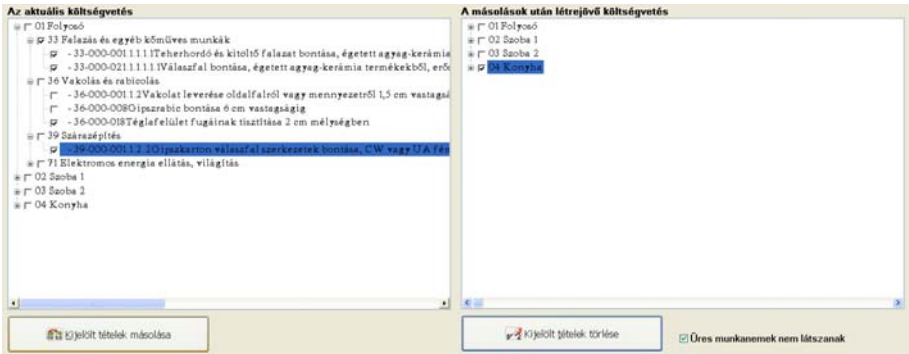 Az aktuális költségvetés
01 Folyosó
33 Falazás és egyéb kőműves munkák
- 33-000-001.1.1.1Teherhordó és kitöltő falazat bontása, égetett agyag-kerámia
- 33-000-021.1.1.1.1Válaszfal bontása, égetett agyag-kerámia termékekből, erő
36 Vakolás és rabicolás
- 36-000-001.1.2Vakolat leverése oldalfalról vagy mennyezetről 1,5 cm vastags
- 36-000-008Gipszrabic bontása 6 cm vastagságig
- 36-000-018Téglafelület fugáinak tisztítása 2 cm mélységben
39 Szárazépítés
- 39-000-001.1.2.2Gipszkarton válaszfal szerkezetek bontása, CW vagy UA fém
71 Elektromos energia ellátás, világítás
02 Szoba 1
03 Szoba 2
04 Konyha
Kijelölt tételek másolása
A másolások után létrejövő költségvetés
01 Folyosó
02 Szoba 1
03 Szoba 2
04 Konyha
Kijelölt tételek törlése
Üres munkanemek nem látszanak